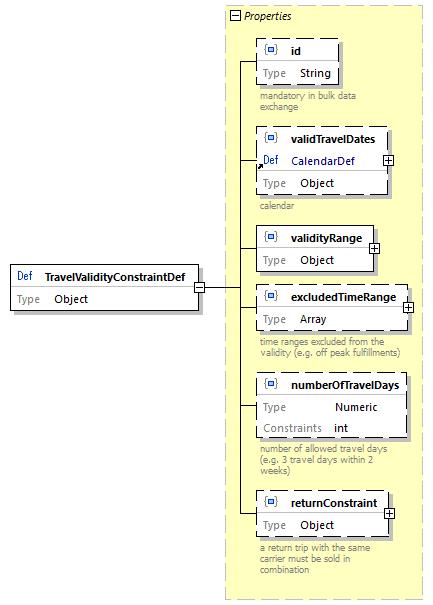 Properties
id
Type String
mandatory in bulk data
exchange
validTravelDates
Def CalendarDef
Type Object
calendar
validityRange
Type Object
Def TravelValidityConstraintDef
Type Object
excludedTimeRange
Type Array
time ranges excluded from the
validity (e.g. off peak fulfillments)
numberOfTravelDays
Type Numeric
Constraints int
number of allowed travel days
(e.g. 3 travel days within 2
weeks)
returnConstraint
Type Object
a return trip with the same
carrier must be sold in
combination